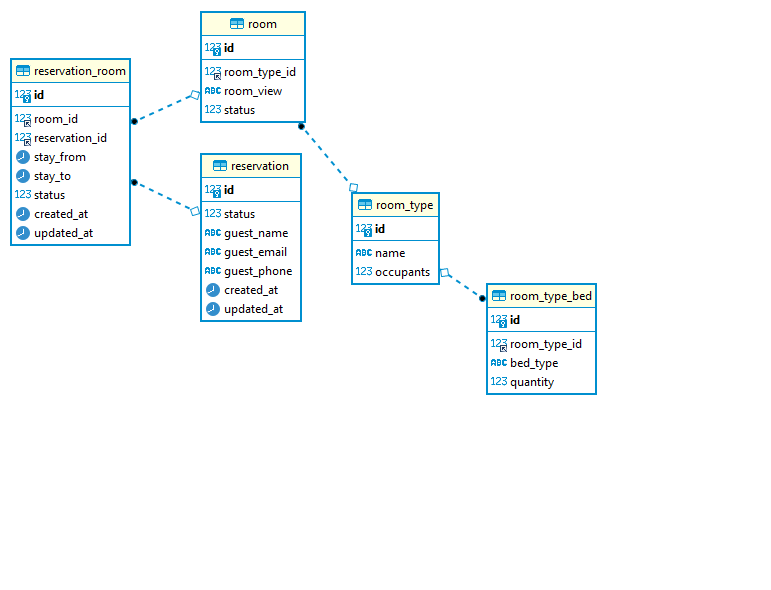 room
123 id
123 room_type_id
ABC room_view
123 status
reservation_room
123 id
123 room_id
123 reservation_id
stay_from
stay_to
123 status
created_at
updated_at
reservation
123 id
123 status
ABC guest_name
ABC guest_email
ABC guest_phone
created_at
updated_at
room_type
123 id
ABC name
123 occupants
room_type_bed
123 id
123 room_type_id
ABC bed_type
123 quantity